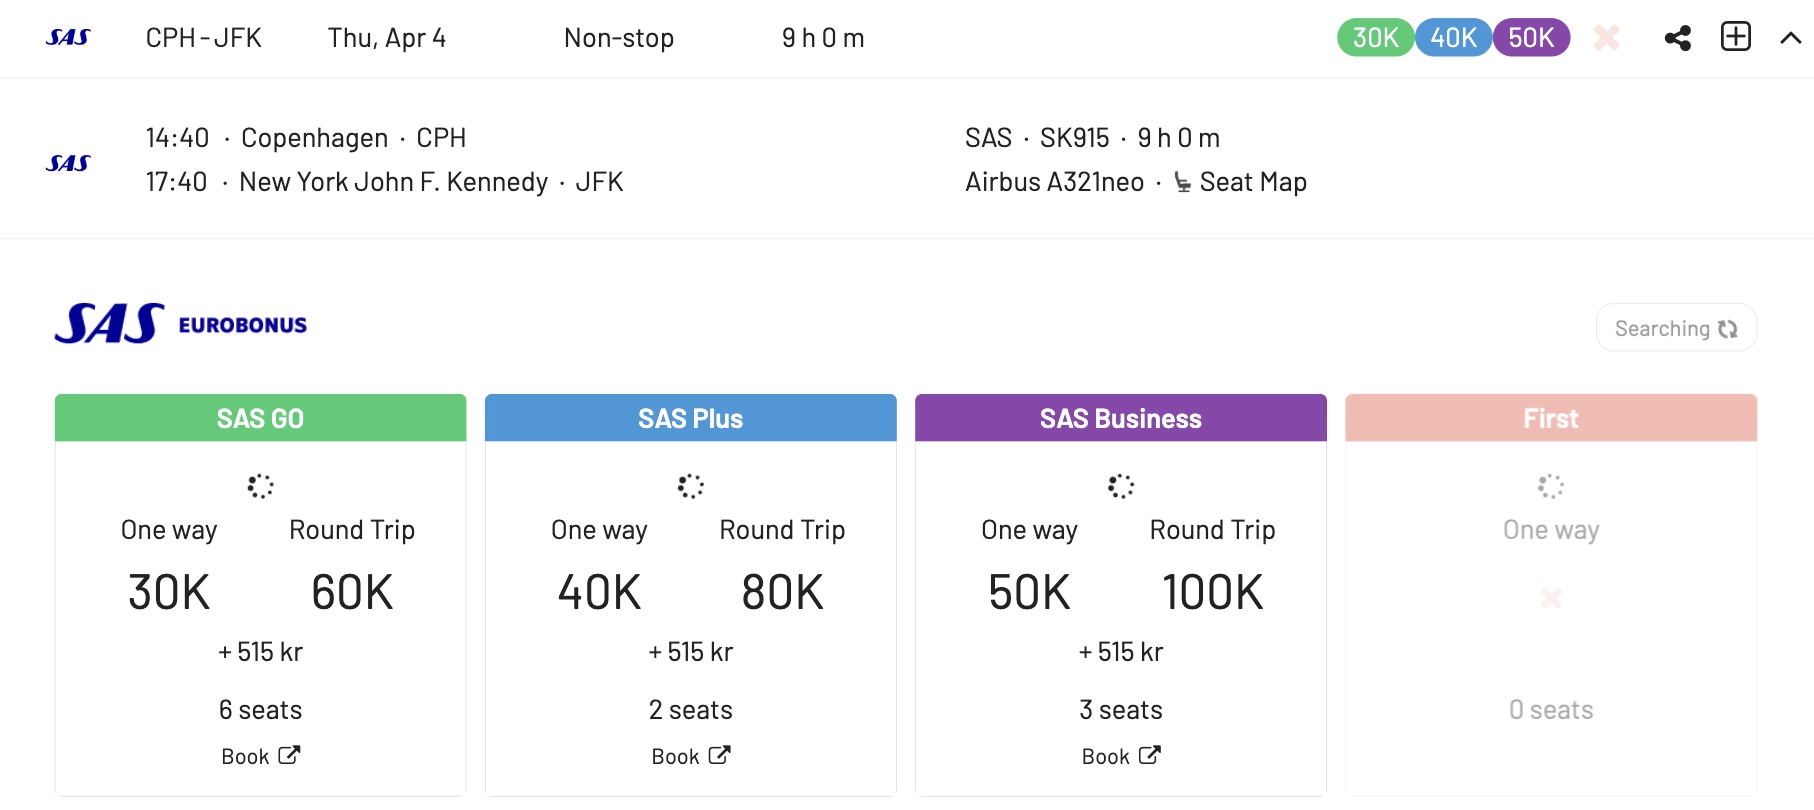 SAS CPH-JFK Thu, Apr 4 Non-stop 9 h 0 m 30K 40K 50K
14:40 · Copenhagen · CPH SAS · SK915 · 9 h 0 m
SAS
17:40 · New York John F. Kennedy · JFK Airbus A321neo · Seat Map
SAS EUROBONUS Searching
SAS GO SAS Plus SAS Business First
One way Round Trip One way Round Trip One way Round Trip One way
30K 60K 40K 80K 50K 100K
+ 515 kr + 515 kr + 515 kr
6 seats 2 seats 3 seats 0 seats
Book Book Book